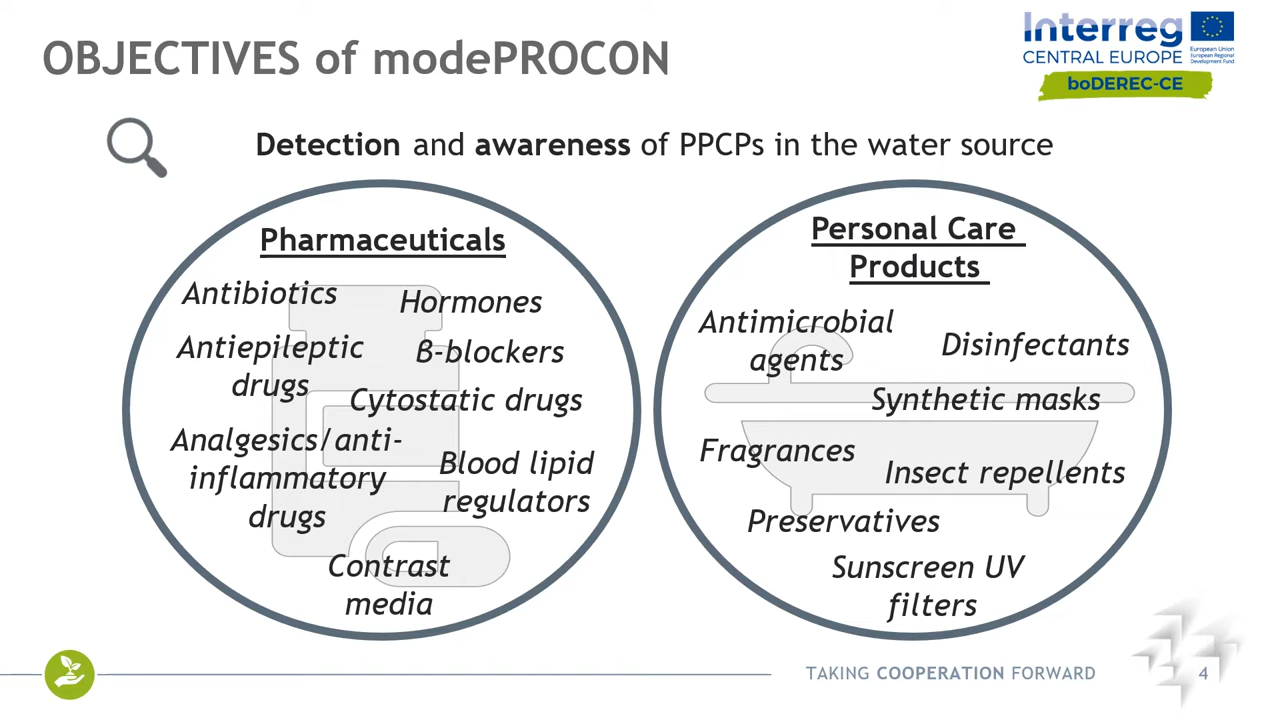 OBJECTIVES of modePROCON
Interreg
CENTRAL EUROPE
European Union
European Regional
Development Fund
boDEREC-CE
Detection and awareness of PPCPs in the water source
Pharmaceuticals
Antibiotics
Hormones
Antiepileptic
drugs
β-blockers
Cytostatic drugs
Analgesics/anti-
inflammatory
drugs
Blood lipid
regulators
Contrast
media
Personal Care
Products
Antimicrobial
agents
Disinfectants
Synthetic masks
Fragrances
Insect repellents
Preservatives
Sunscreen UV
filters
TAKING COOPERATION FORWARD
4